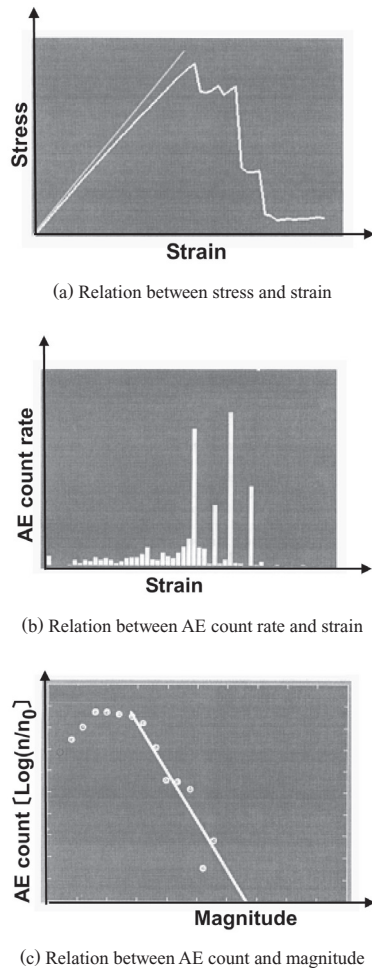 Stress
Strain
(a) Relation between stress and strain
AE count rate
Strain
(b) Relation between AE count rate and strain
AE count [Log(n/n0)]
Magnitude
(c) Relation between AE count and magnitude